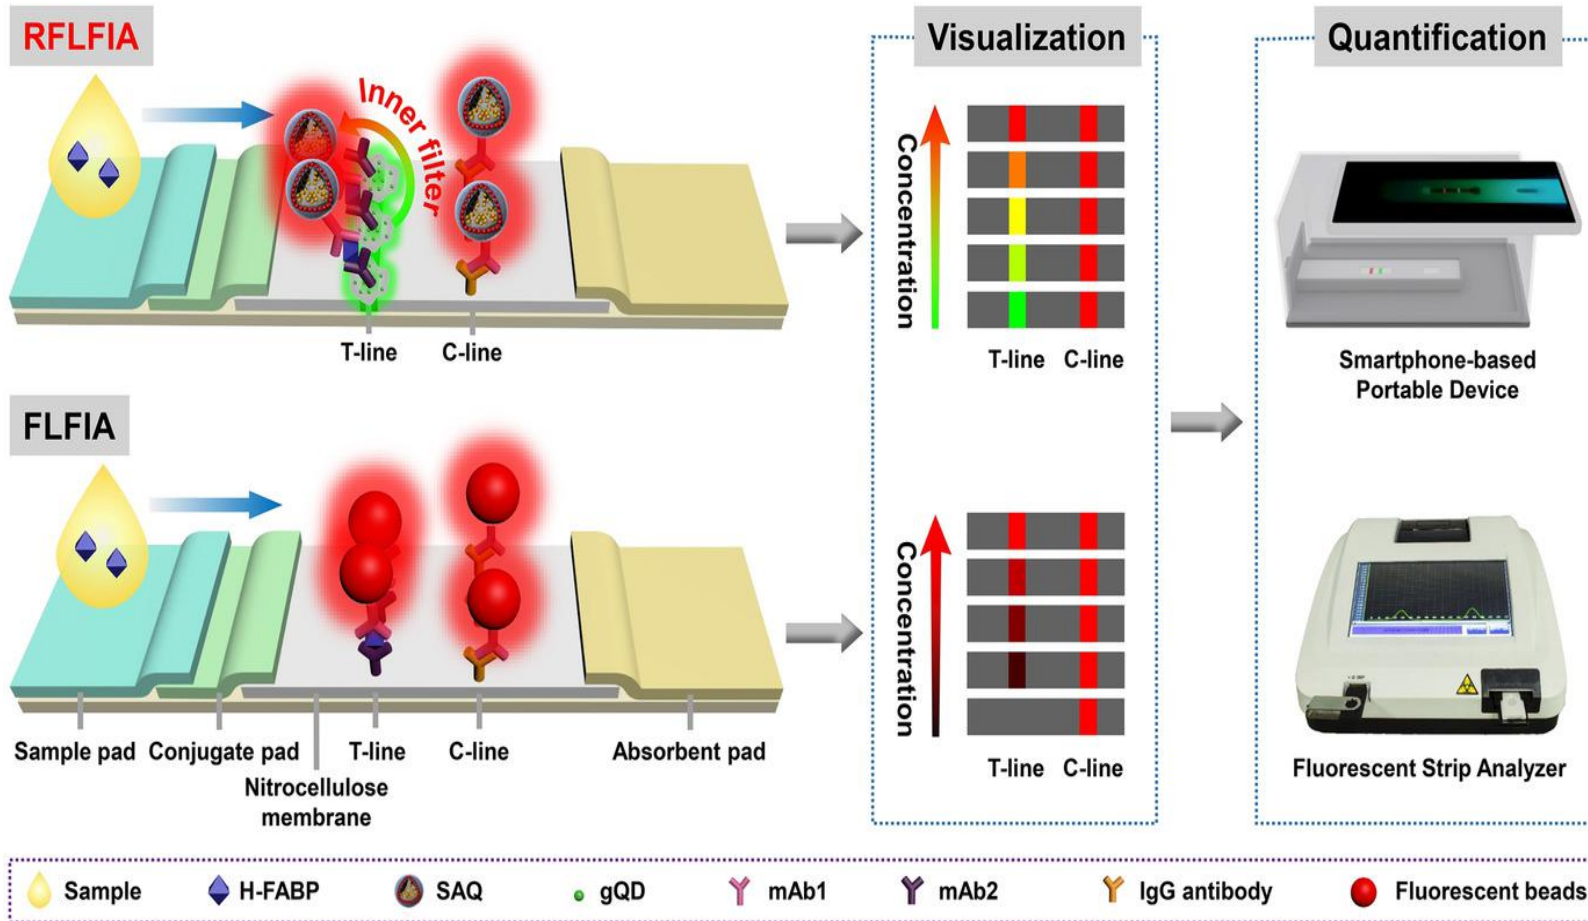 RFLFIA
Inner filter
T-line
C-line
FLFIA
Sample pad
Conjugate pad
Nitrocellulose
membrane
T-line
C-line
Absorbent pad
Visualization
Concentration
T-line
C-line
Concentration
T-line
C-line
Quantification
Smartphone-based
Portable Device
Fluorescent Strip Analyzer
Sample
H-FABP
SAQ
gQD
mAb1
mAb2
IgG antibody
Fluorescent beads